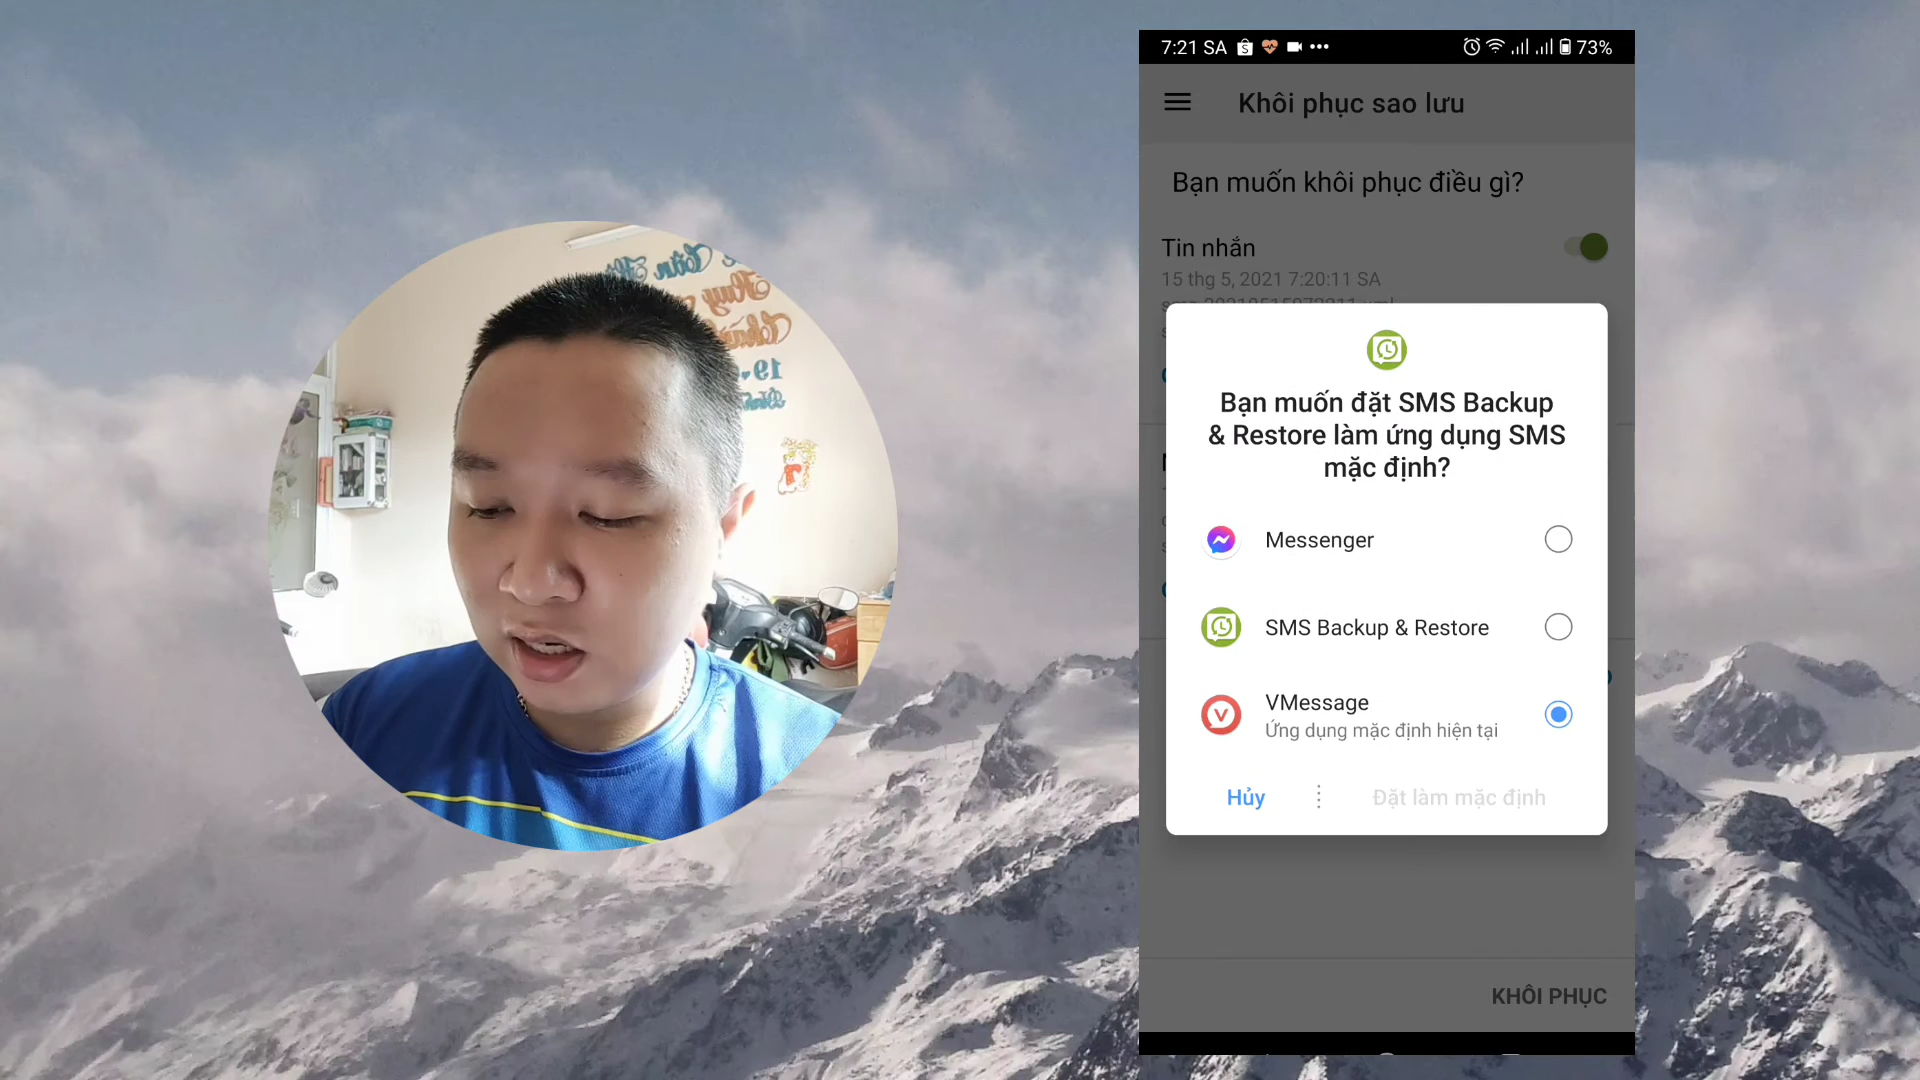 7:21 SA
73%
Khôi phục sao lưu
Bạn muốn khôi phục điều gì?
Tin nhắn
15 thg 5, 2021 7:20:11 SA
Bạn muốn đặt SMS Backup
& Restore làm ứng dụng SMS
mặc định?
Messenger
SMS Backup & Restore
VMessage
Ứng dụng mặc định hiện tại
Hủy
Đặt làm mặc định
KHÔI PHỤC